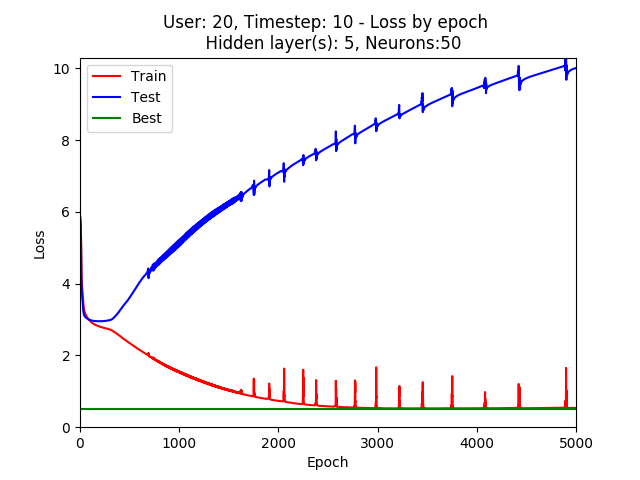 User: 20, Timestep: 10 - Loss by epoch
Hidden layer(s): 5, Neurons:50
Train
Test
Best
10
8
6
4
2
0
Loss
0
1000
2000
3000
4000
5000
Epoch